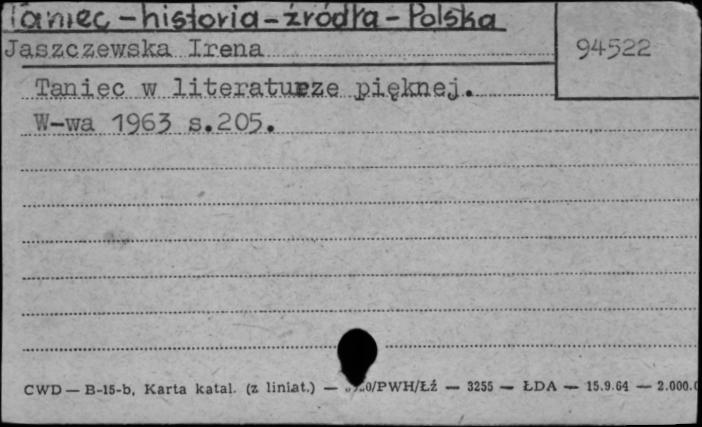 Taniec - historia - źródła - Polska
Jaszczewska Irena
94522
Taniec w literaturze pięknej.
W-wa 1963 s.205.
CWD — B-15-b, Karta katal. (z liniat.) — /PWH/Łź — 3255 — ŁDA — 15.9.64 — 2.000.0